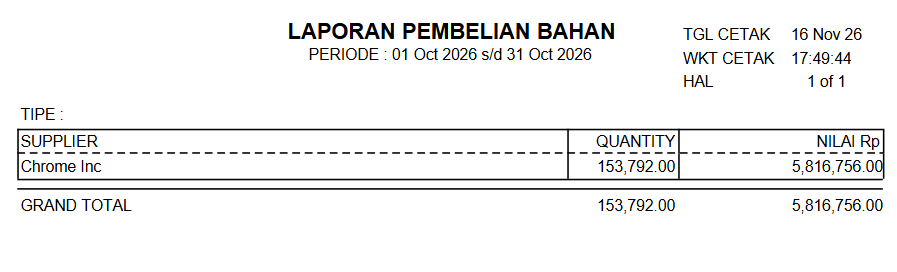 LAPORAN PEMBELIAN BAHAN
PERIODE : 01 Oct 2026 s/d 31 Oct 2026
TGL CETAK 16 Nov 26
WKT CETAK 17:49:44
HAL 1 of 1
TIPE :
SUPPLIER QUANTITY NILAI Rp
Chrome Inc 153,792.00 5,816,756.00
GRAND TOTAL 153,792.00 5,816,756.00